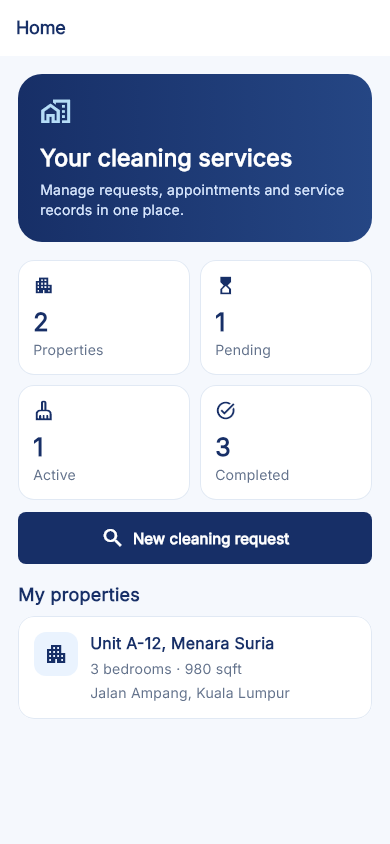 Home
Your cleaning services
Manage requests, appointments and service
records in one place.
2
Properties
1
Pending
1
Active
3
Completed
New cleaning request
My properties
Unit A-12, Menara Suria
3 bedrooms · 980 sqft
Jalan Ampang, Kuala Lumpur